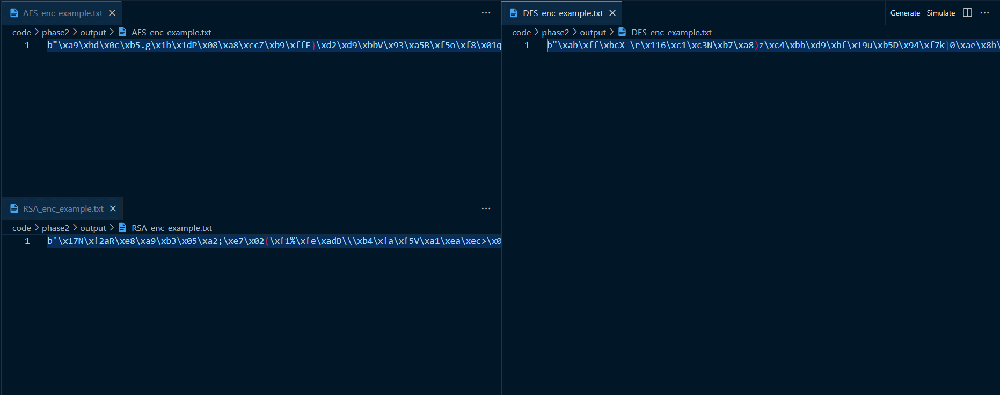 AES_enc_example.txt
code > phase2 > output > AES_enc_example.txt
1 b"\xa9\xbd\x0c\xb5.g\x1b\x1dP\x08\xa8\xccZ\xb9\xffF}\xd2\xd9\xbbV\x93\xa5B\xf5o\xf8\x01q
RSA_enc_example.txt
code > phase2 > output > RSA_enc_example.txt
1 b'\x17N\xf2aR\xe8\xa9\xb3\x05\xa2;\xe7\x02(\xf1%\xfe\xadB\\\xb4\xfa\xf5V\xa1\xea\xec>\x0
DES_enc_example.txt Generate Simulate
code > phase2 > output > DES_enc_example.txt
1 b"\xab\xff\xbcX \r\x116\xc1\xc3N\xb7\xa8)z\xc4\xbb\xd9\xbf\x19u\xb5D\x94\xf7k}0\xae\x8b\